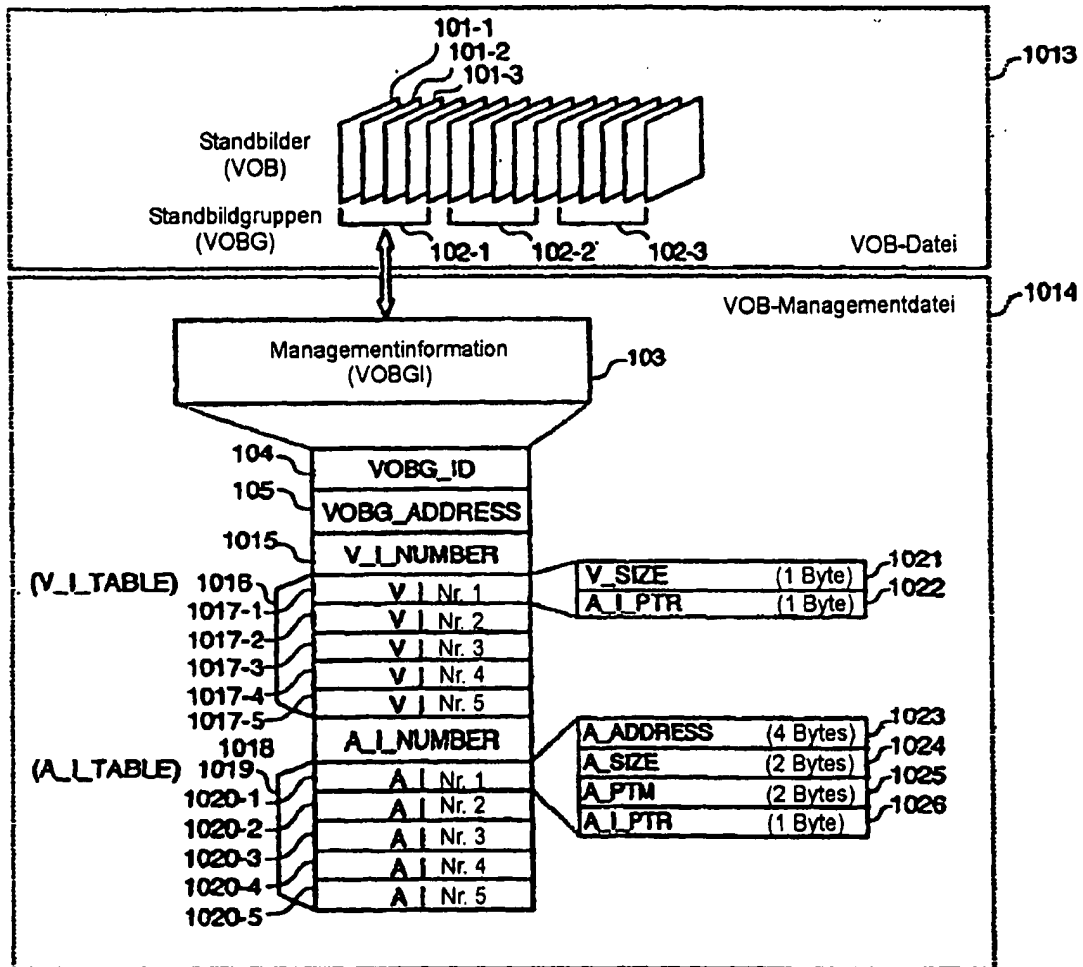 101-1
101-2
101-3
1013
Standbilder
(VOB)
Standbildgruppen
(VOBG)
102-1
102-2
102-3
VOB-Datei
1014
VOB-Managementdatei
Managementinformation
(VOBGI)
103
104
VOBG_ID
105
VOBG_ADDRESS
1015
V_I_NUMBER
(V_I_TABLE)
1016
1017-1
V_I Nr. 1
1017-2
V_I Nr. 2
1017-3
V_I Nr. 3
1017-4
V_I Nr. 4
1017-5
V_I Nr. 5
V_SIZE (1 Byte)
1021
A_I_PTR (1 Byte)
1022
1018
A_I_NUMBER
(A_I_TABLE)
1019
1020-1
A_I Nr. 1
1020-2
A_I Nr. 2
1020-3
A_I Nr. 3
1020-4
A_I Nr. 4
1020-5
A_I Nr. 5
A_ADDRESS (4 Bytes)
1023
A_SIZE (2 Bytes)
1024
A_PTM (2 Bytes)
1025
A_I_PTR (1 Byte)
1026